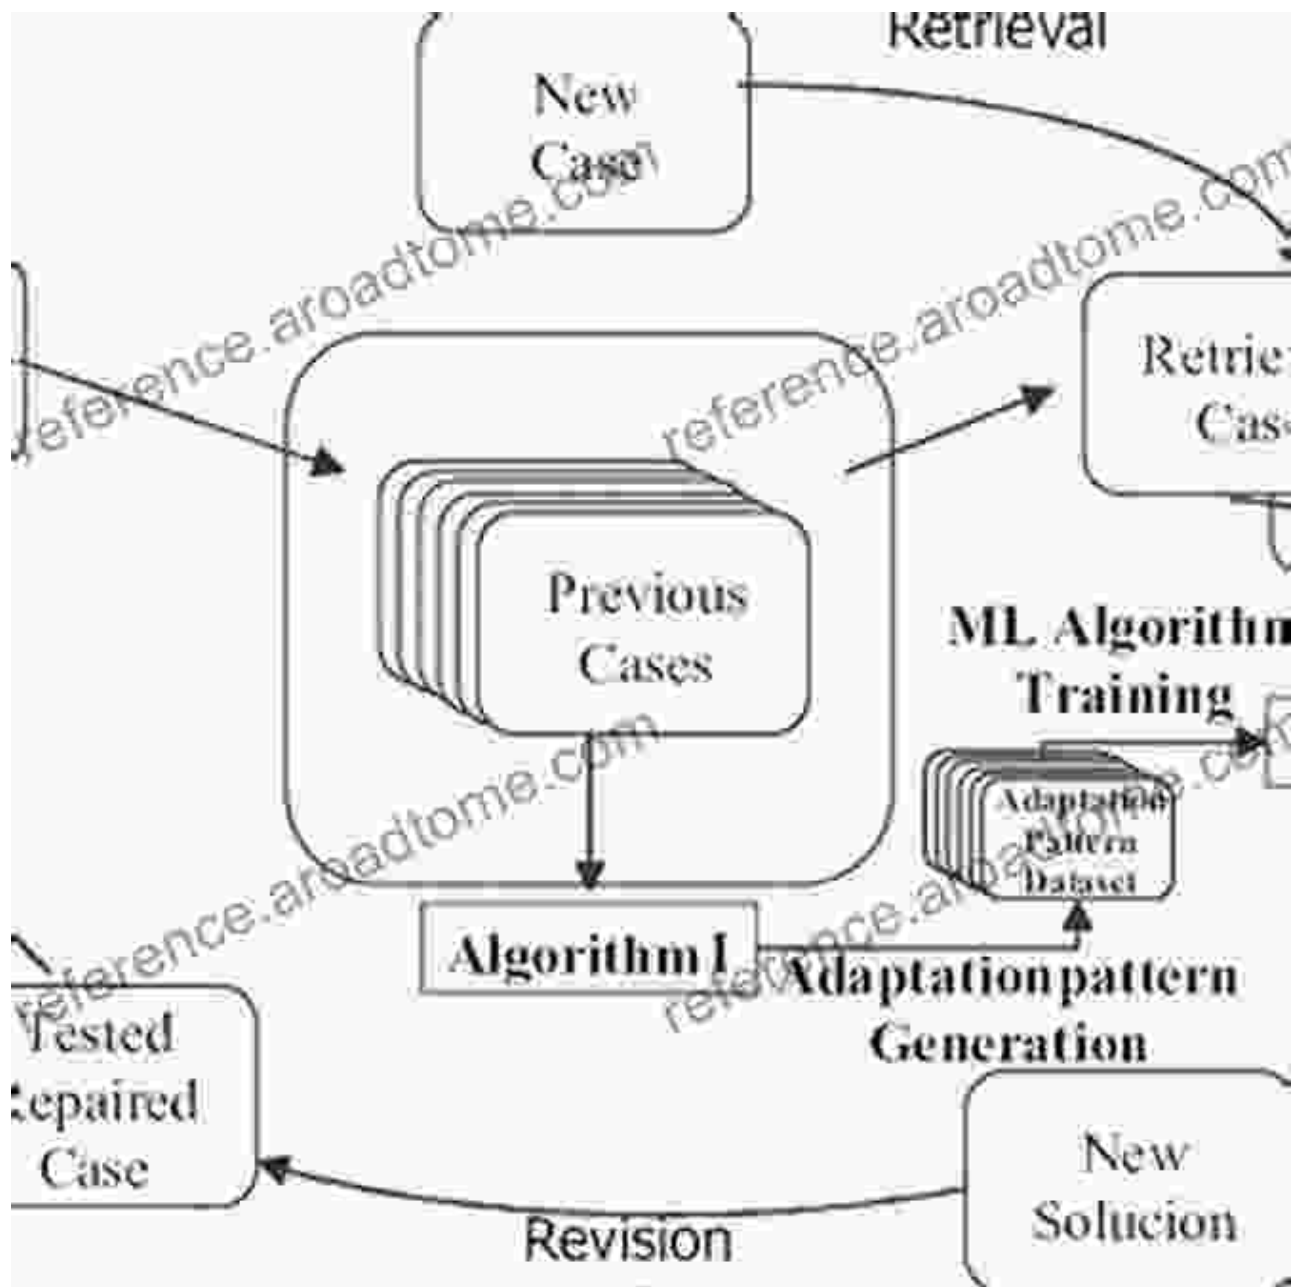 Retrieval
New
Case
reference.aroadtome.com
reference.aroadtome.com
Retrie
Cas
Previous
Cases
ML Algorithm
Training
Adaptation
Pattern
Dataset
reference.aroadtome.com
reference.aroadtome.com
Algorithm I
Adaptation pattern
Generation
Tested
epaired
Case
New
Solucion
Revision